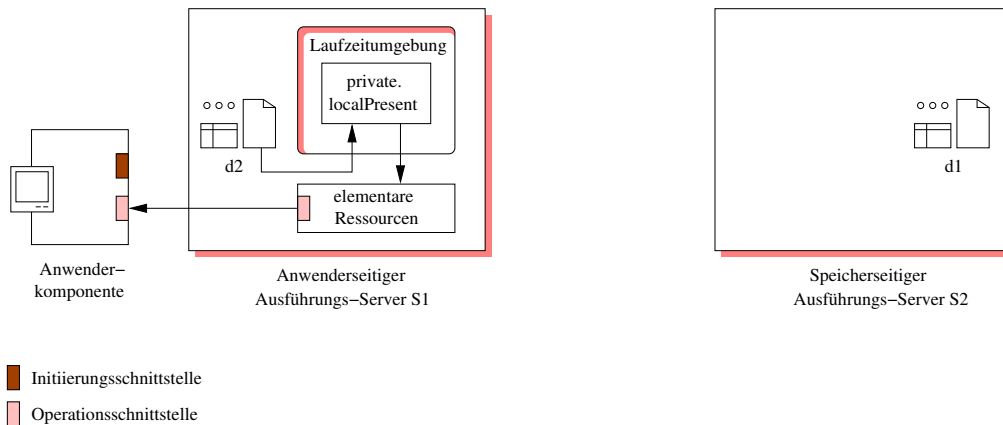 Laufzeitumgebung
private.
localPresent
d2
d1
elementare
Ressourcen
Anwender−
komponente
Anwenderseitiger
Ausführungs−Server S1
Speicherseitiger
Ausführungs−Server S2
Initiierungsschnittstelle
Operationsschnittstelle